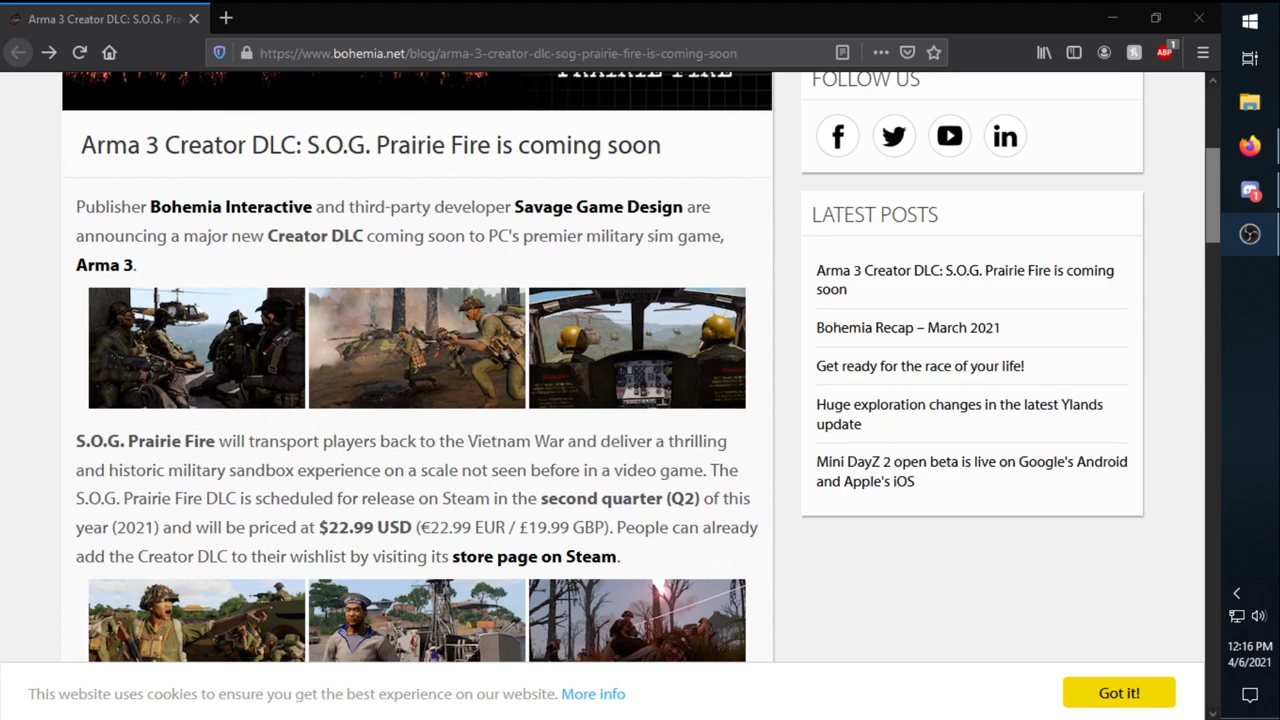 Arma 3 Creator DLC: S.O.G. Pra
https://www.bohemia.net/blog/arma-3-creator-dlc-sog-prairie-fire-is-coming-soon
ABP
1
PRAIRIE FIRE
Arma 3 Creator DLC: S.O.G. Prairie Fire is coming soon
Publisher Bohemia Interactive and third-party developer Savage Game Design are
announcing a major new Creator DLC coming soon to PC's premier military sim game,
Arma 3.
S.O.G. Prairie Fire will transport players back to the Vietnam War and deliver a thrilling
and historic military sandbox experience on a scale not seen before in a video game. The
S.O.G. Prairie Fire DLC is scheduled for release on Steam in the second quarter (Q2) of this
year (2021) and will be priced at $22.99 USD (€22.99 EUR / £19.99 GBP). People can already
add the Creator DLC to their wishlist by visiting its store page on Steam.
FOLLOW US
LATEST POSTS
Arma 3 Creator DLC: S.O.G. Prairie Fire is coming
soon
Bohemia Recap – March 2021
Get ready for the race of your life!
Huge exploration changes in the latest Ylands
update
Mini DayZ 2 open beta is live on Google's Android
and Apple's iOS
This website uses cookies to ensure you get the best experience on our website. More info
Got it!
1
12:16 PM
4/6/2021